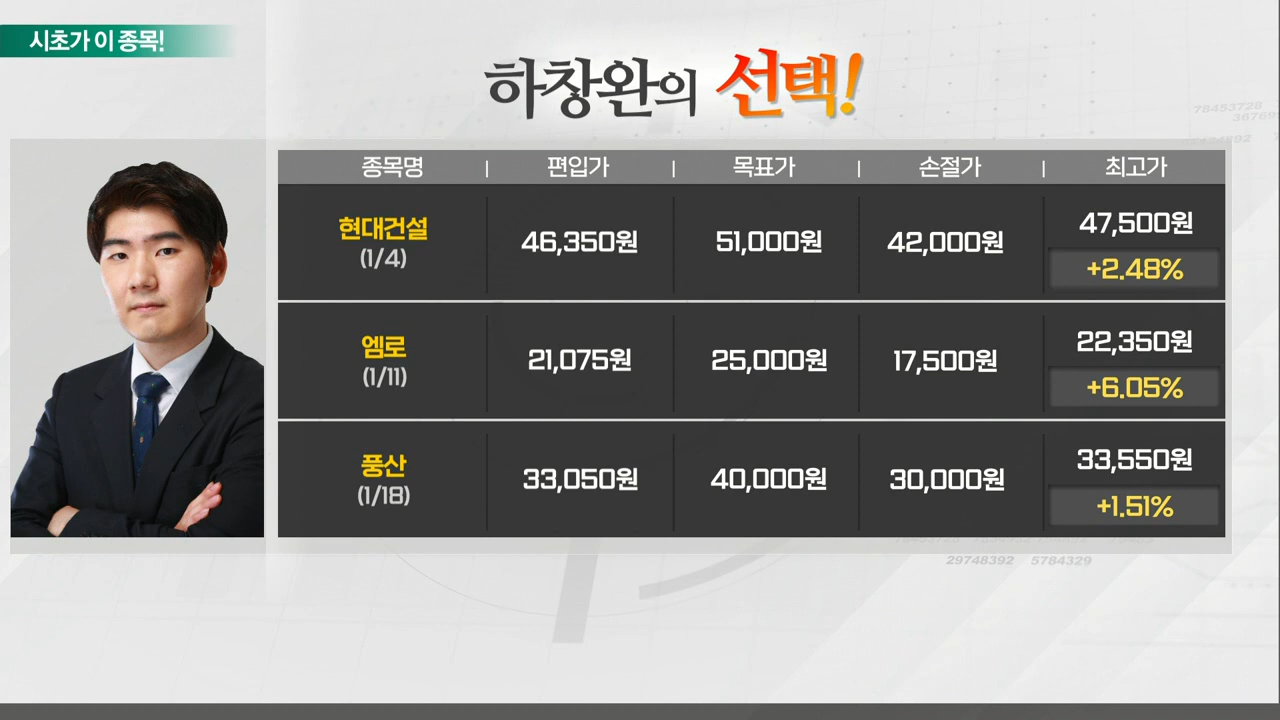 시초가 이 종목!
하창완의 선택!
종목명 | 편입가 | 목표가 | 손절가 | 최고가
현대건설
(1/4)
46,350원
51,000원
42,000원
47,500원
+2.48%
엠로
(1/11)
21,075원
25,000원
17,500원
22,350원
+6.05%
풍산
(1/18)
33,050원
40,000원
30,000원
33,550원
+1.51%
78453728
29748392 5784329